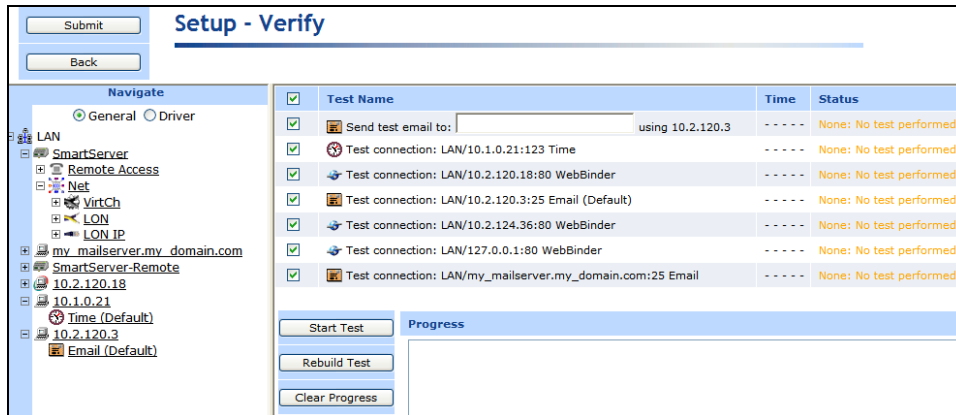 Submit
Back
Setup - Verify
Navigate
General Driver
LAN
SmartServer
Remote Access
Net
VirtCh
LON
LON IP
my_mailserver.my_domain.com
SmartServer-Remote
10.2.120.18
10.1.0.21
Time (Default)
10.2.120.3
Email (Default)
Test Name Time Status
Send test email to: using 10.2.120.3 - - - - - None: No test performed
Test connection: LAN/10.1.0.21:123 Time - - - - - None: No test performed
Test connection: LAN/10.2.120.18:80 WebBinder - - - - - None: No test performed
Test connection: LAN/10.2.120.3:25 Email (Default) - - - - - None: No test performed
Test connection: LAN/10.2.124.36:80 WebBinder - - - - - None: No test performed
Test connection: LAN/127.0.0.1:80 WebBinder - - - - - None: No test performed
Test connection: LAN/my_mailserver.my_domain.com:25 Email - - - - - None: No test performed
Start Test
Rebuild Test
Clear Progress
Progress